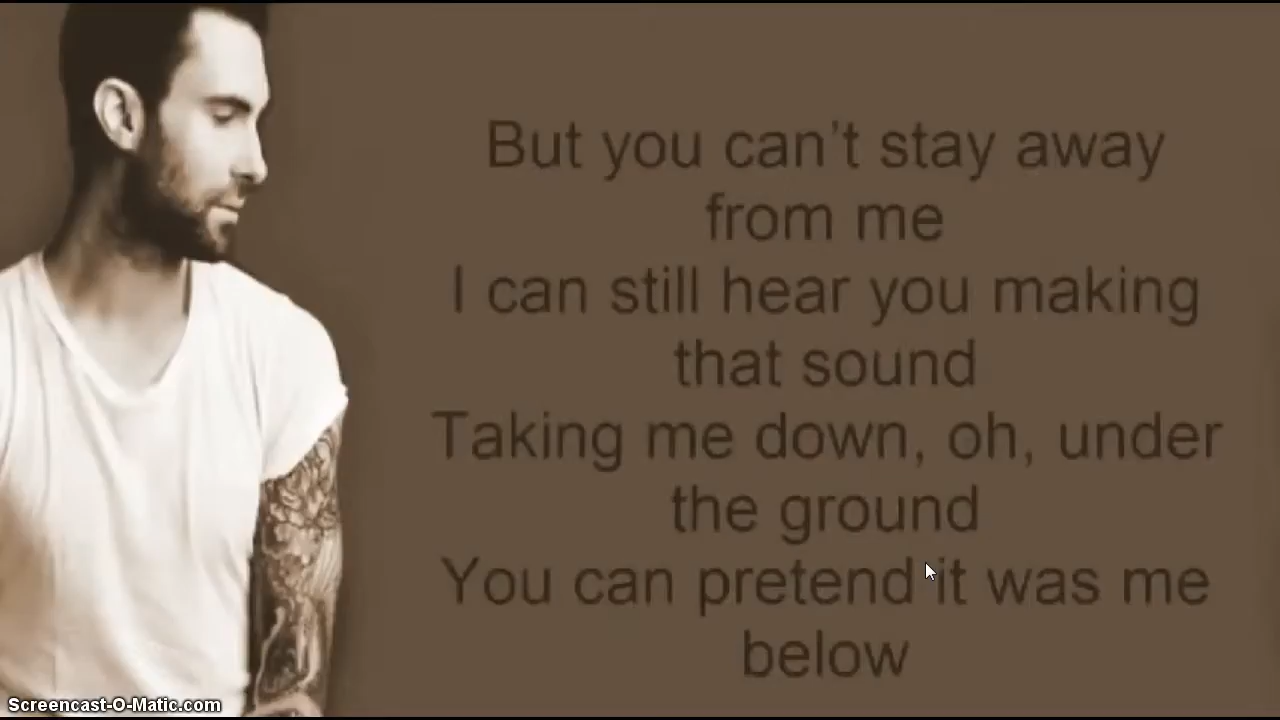 But you can’t stay away
from me
I can still hear you making
that sound
Taking me down, oh, under
the ground
You can pretend it was me
below
Screencast-O-Matic.com